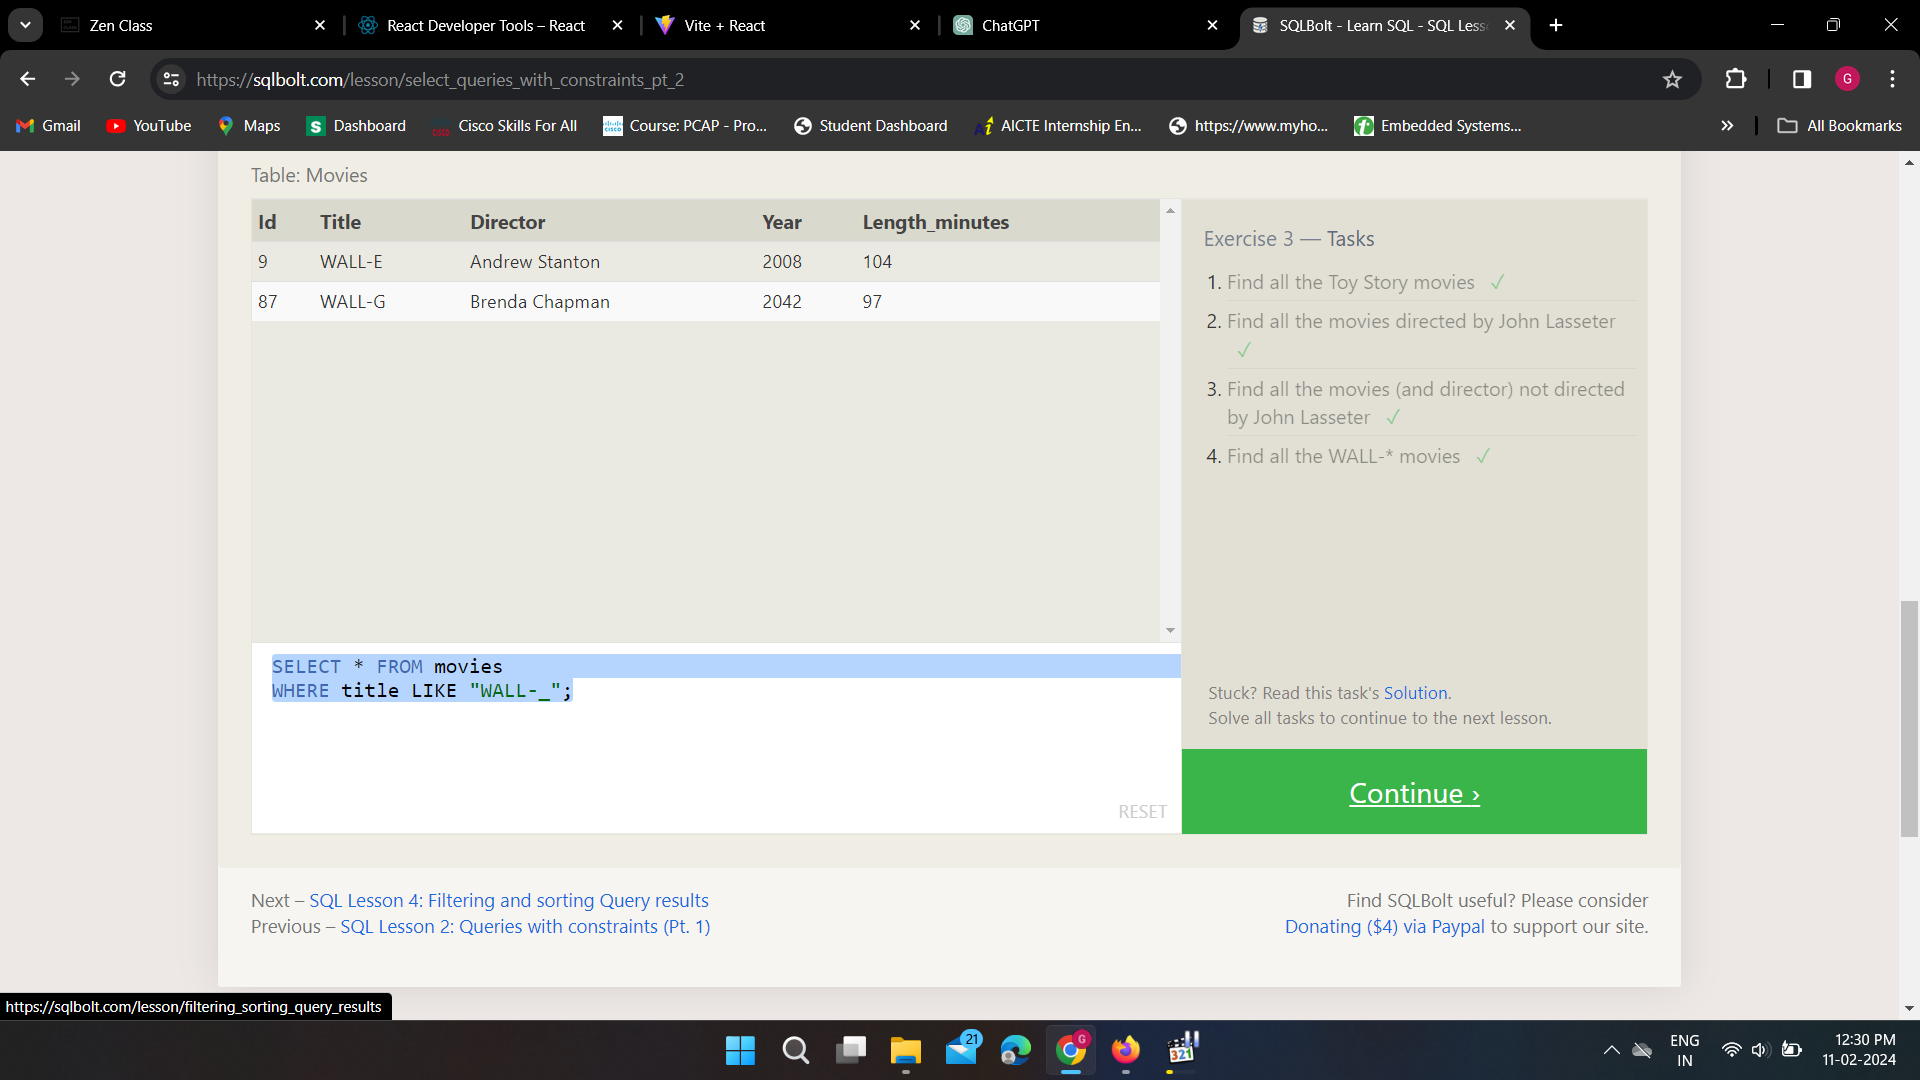 Zen Class
React Developer Tools – React
Vite + React
ChatGPT
SQLBolt - Learn SQL - SQL Less
https://sqlbolt.com/lesson/select_queries_with_constraints_pt_2
G
Gmail
YouTube
Maps
S
Dashboard
Cisco Skills For All
Course: PCAP - Pro...
Student Dashboard
AICTE Internship En...
https://www.myho...
Embedded Systems...
All Bookmarks
Table: Movies
Id Title Director Year Length_minutes
9 WALL-E Andrew Stanton 2008 104
87 WALL-G Brenda Chapman 2042 97
SELECT * FROM movies
WHERE title LIKE "WALL-_";
RESET
Exercise 3 — Tasks
1. Find all the Toy Story movies ✓
2. Find all the movies directed by John Lasseter
✓
3. Find all the movies (and director) not directed
by John Lasseter ✓
4. Find all the WALL-* movies ✓
Stuck? Read this task's Solution.
Solve all tasks to continue to the next lesson.
Continue ›
Next – SQL Lesson 4: Filtering and sorting Query results
Previous – SQL Lesson 2: Queries with constraints (Pt. 1)
Find SQLBolt useful? Please consider
Donating ($4) via Paypal to support our site.
https://sqlbolt.com/lesson/filtering_sorting_query_results
21
G
321
ENG
IN
12:30 PM
11-02-2024